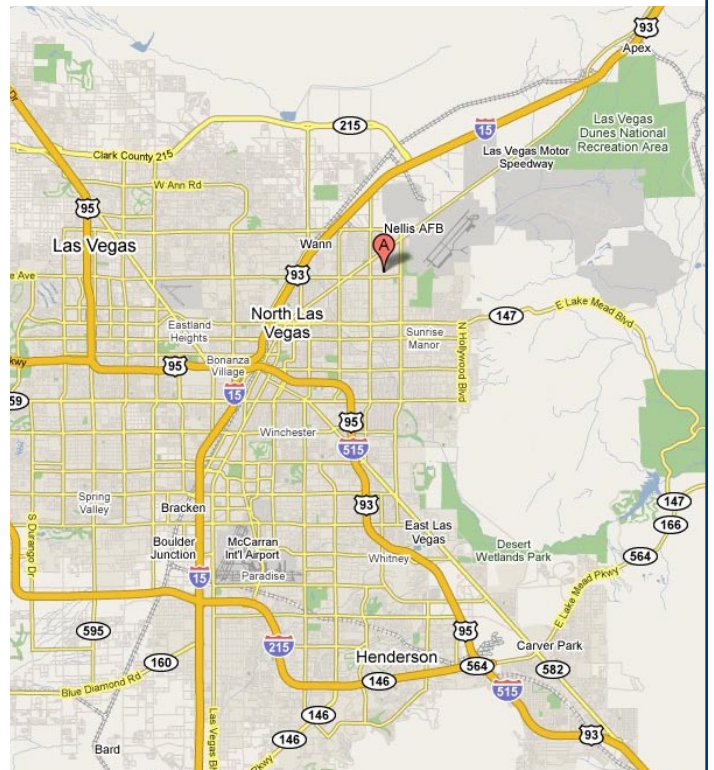 93
Apex
215
15
Las Vegas
Dunes National
Recreation Area
Clark County 215
Las Vegas Motor
Speedway
W Ann Rd
95
Nellis AFB
Las Vegas
Wann
A
e Ave
93
North Las
Vegas
147
E Lake Mead Blvd
Eastland
Heights
Sunrise
Manor
N Hollywood Blvd
Pkwy
95
Bonanza
Village
15
59
95
Winchester
515
Spring
Valley
93
147
Bracken
166
S Durango Dr
East Las
Vegas
Boulder
Junction
McCarran
Int'l Airport
Desert
Wetlands Park
564
Whitney
15
Paradise
E Lake Mead Pkwy
595
95
215
Carver Park
160
Henderson
564
582
146
Blue Diamond Rd
515
146
Las Vegas Bl
93
Bard
146